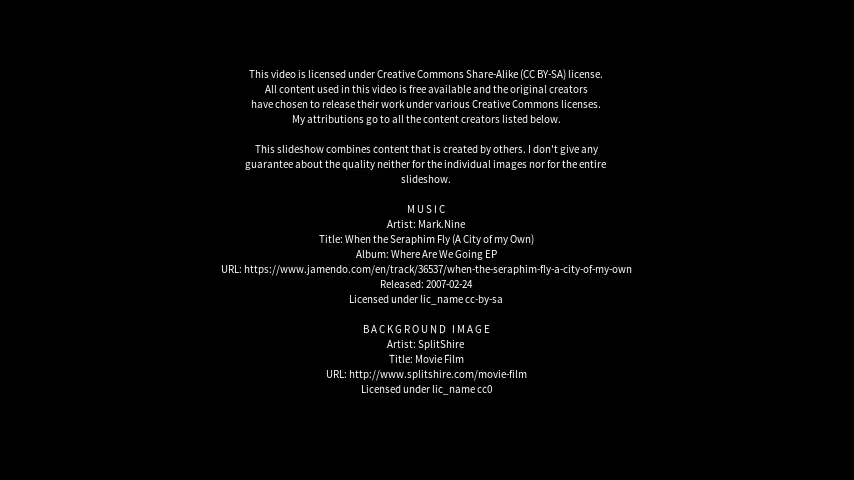 This video is licensed under Creative Commons Share-Alike (CC BY-SA) license.
All content used in this video is free available and the original creators
have chosen to release their work under various Creative Commons licenses.
My attributions go to all the content creators listed below.
This slideshow combines content that is created by others. I don't give any
guarantee about the quality neither for the individual images nor for the entire
slideshow.
MUSIC
Artist: Mark.Nine
Title: When the Seraphim Fly (A City of my Own)
Album: Where Are We Going EP
URL: https://www.jamendo.com/en/track/36537/when-the-seraphim-fly-a-city-of-my-own
Released: 2007-02-24
Licensed under lic_name cc-by-sa
BACKGROUND IMAGE
Artist: SplitShire
Title: Movie Film
URL: http://www.splitshire.com/movie-film
Licensed under lic_name cc0